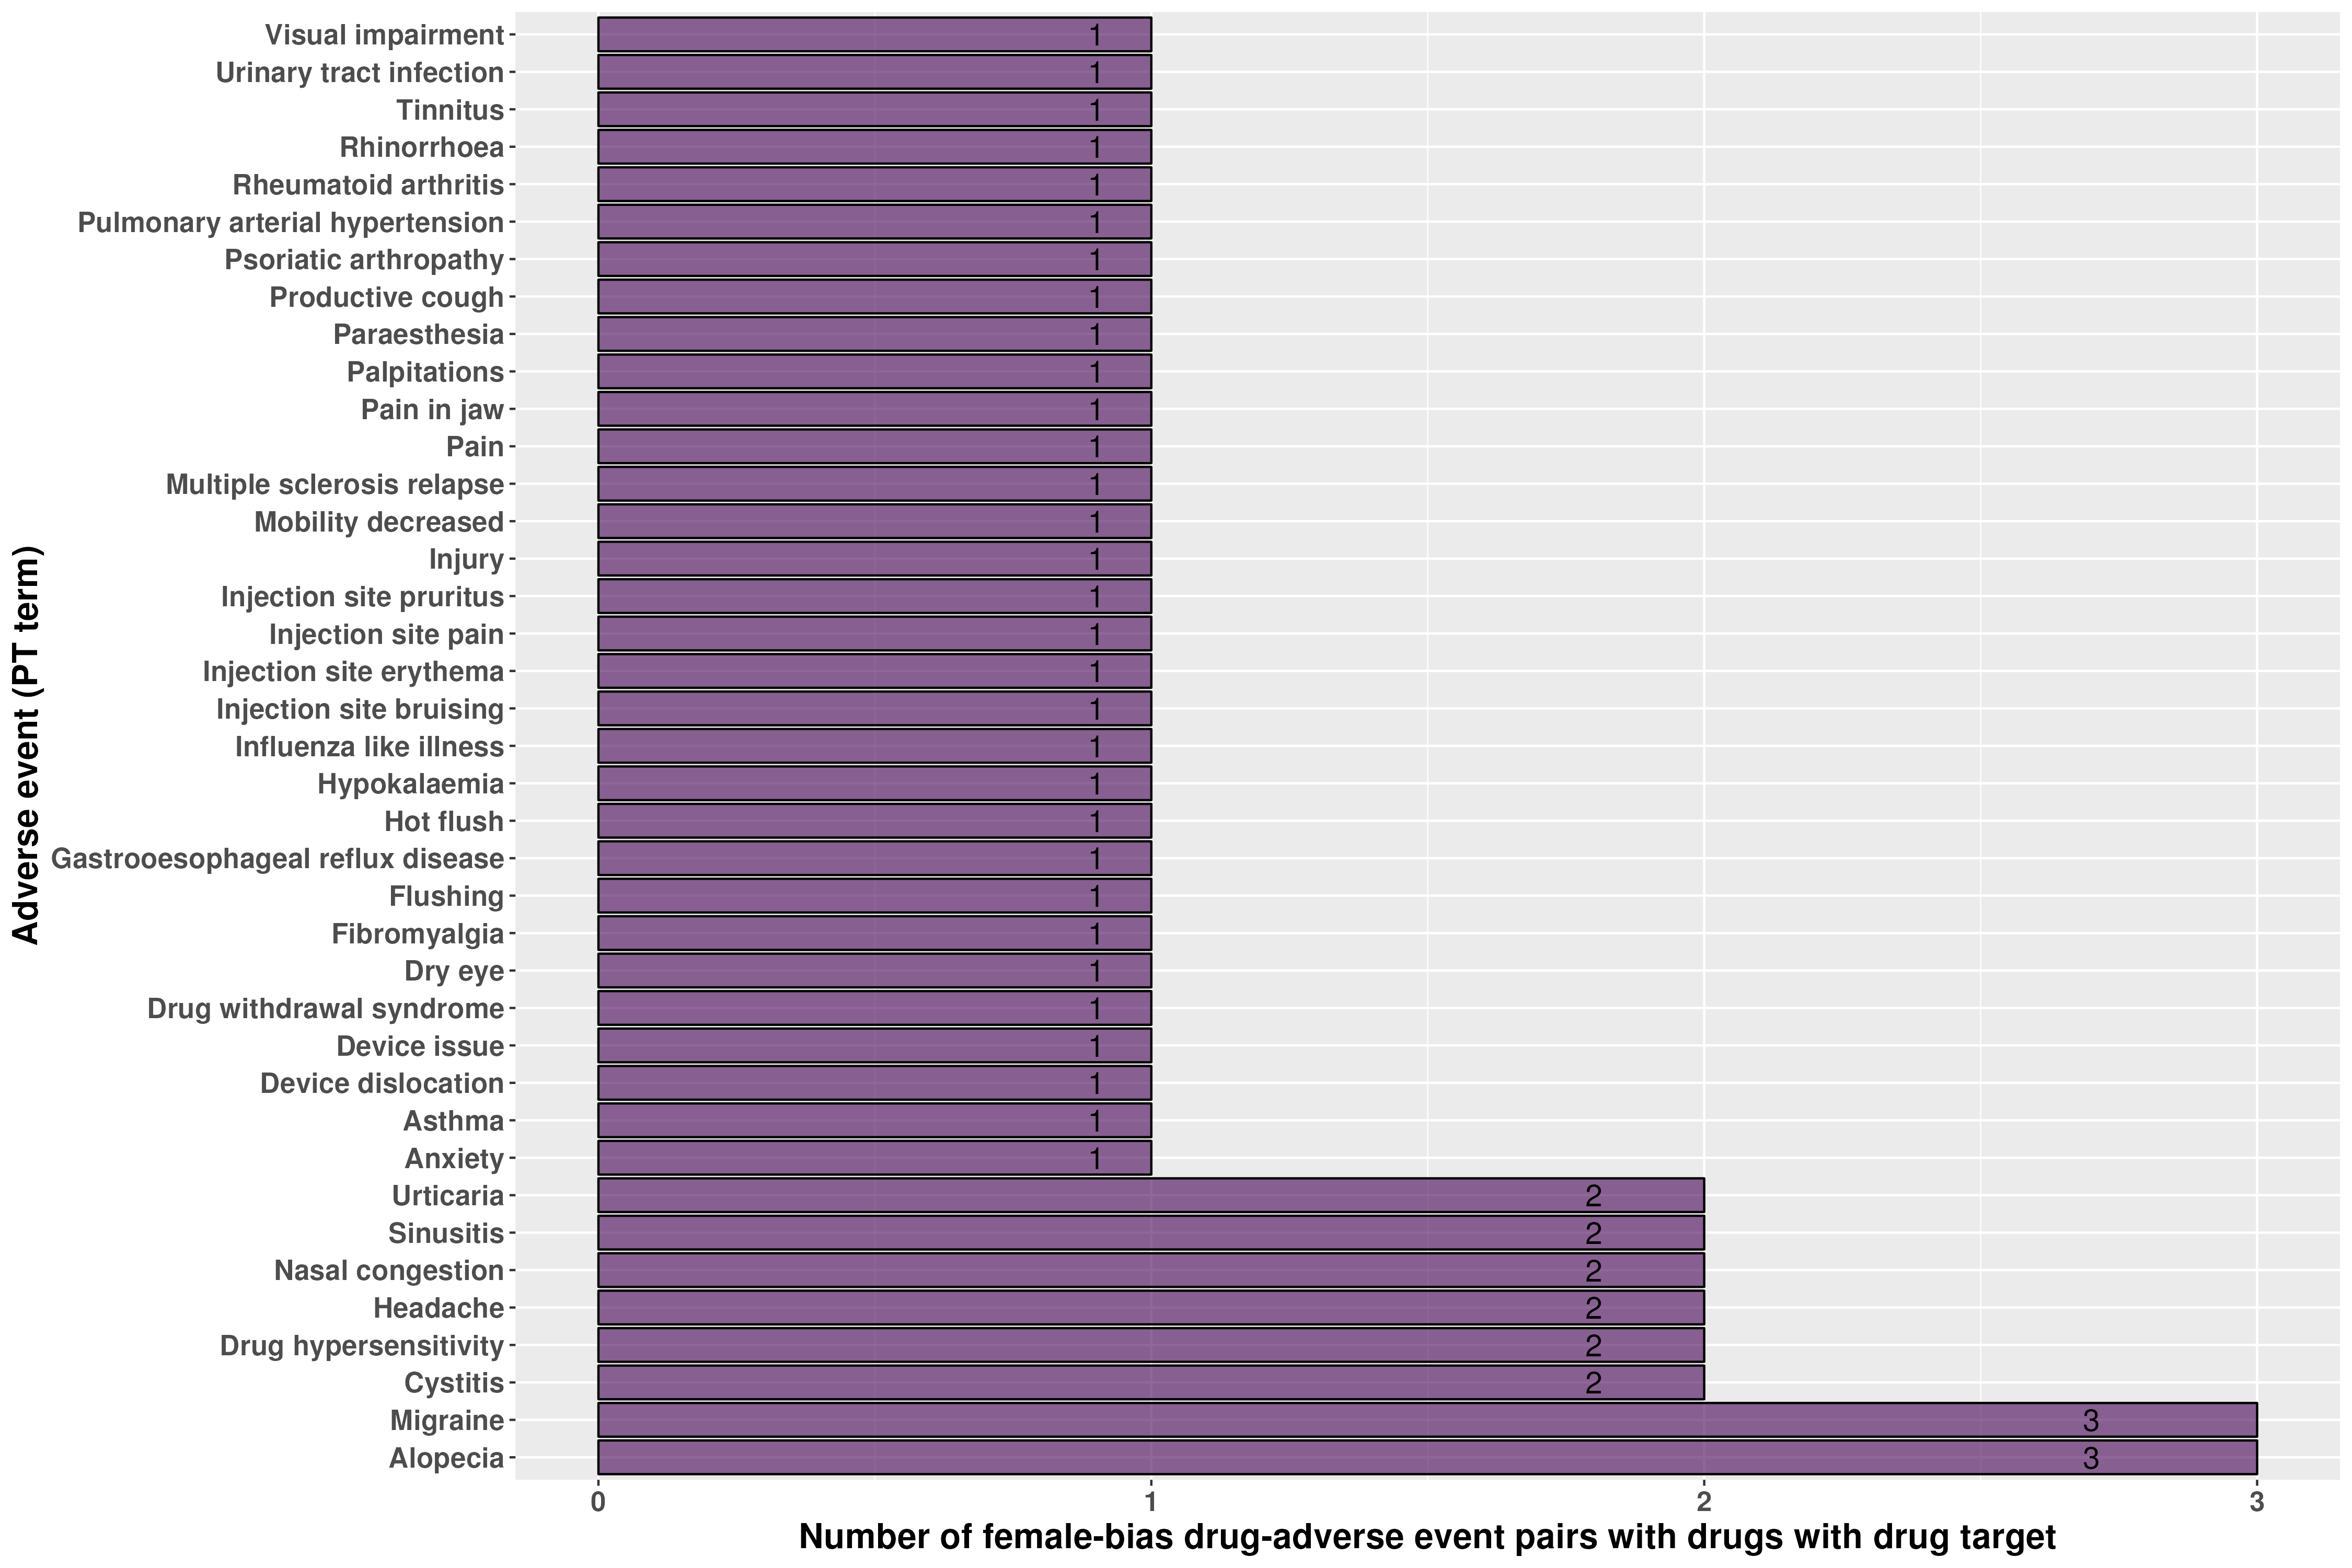 Adverse event (PT term)
Visual impairment 1
Urinary tract infection 1
Tinnitus 1
Rhinorrhoea 1
Rheumatoid arthritis 1
Pulmonary arterial hypertension 1
Psoriatic arthropathy 1
Productive cough 1
Paraesthesia 1
Palpitations 1
Pain in jaw 1
Pain 1
Multiple sclerosis relapse 1
Mobility decreased 1
Injury 1
Injection site pruritus 1
Injection site pain 1
Injection site erythema 1
Injection site bruising 1
Influenza like illness 1
Hypokalaemia 1
Hot flush 1
Gastrooesophageal reflux disease 1
Flushing 1
Fibromyalgia 1
Dry eye 1
Drug withdrawal syndrome 1
Device issue 1
Device dislocation 1
Asthma 1
Anxiety 1
Urticaria 2
Sinusitis 2
Nasal congestion 2
Headache 2
Drug hypersensitivity 2
Cystitis 2
Migraine 3
Alopecia 3
0 1 2 3
Number of female-bias drug-adverse event pairs with drugs with drug target